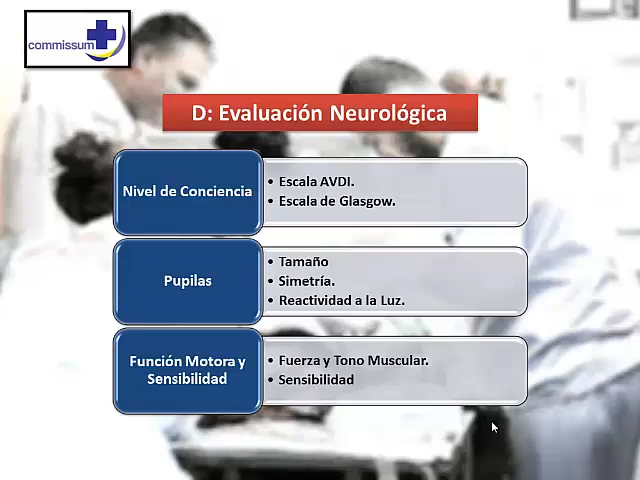 commissum
D: Evaluación Neurológica
Nivel de Conciencia
• Escala AVDI.
• Escala de Glasgow.
Pupilas
• Tamaño
• Simetría.
• Reactividad a la Luz.
Función Motora y
Sensibilidad
• Fuerza y Tono Muscular.
• Sensibilidad